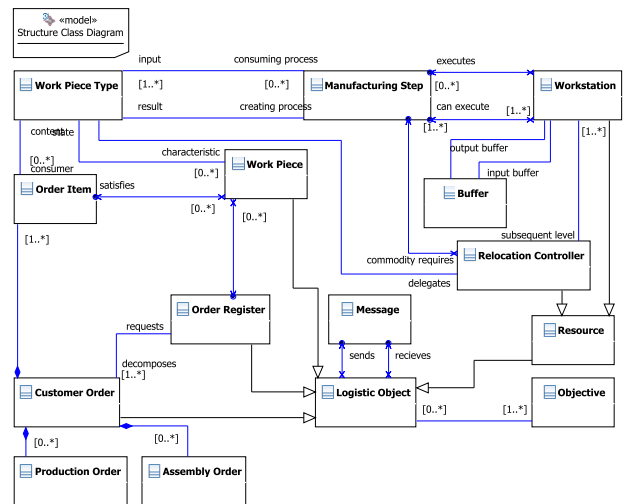 «model»
Structure Class Diagram
input
consuming process
executes
Work Piece Type
[1..*]
[0..*]
Manufacturing Step
[0..*]
Workstation
result
creating process
can execute
[1..*]
[1..*]
[1..*]
content
state
[0..*]
characteristic
[0..*]
output buffer
consumer
Work Piece
input buffer
Order Item
satisfies
Buffer
[0..*]
[0..*]
[1..*]
subsequent level
commodity requires
Relocation Controller
delegates
Order Register
Message
requests
Resource
sends
recieves
decomposes
[1..*]
Customer Order
Logistic Object
[0..*]
[1..*]
Objective
[0..*]
[0..*]
Production Order
Assembly Order